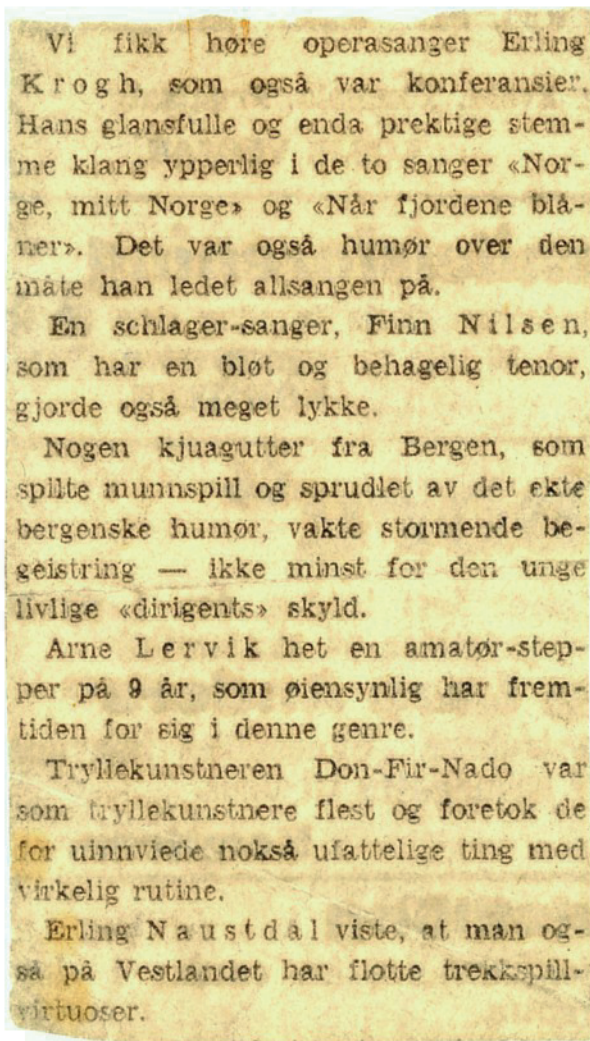 Vi fikk høre operasanger Erling
Krogh, som også var konferansier.
Hans glansfulle og enda prektige stem-
me klang ypperlig i de to sanger «Nor-
ge, mitt Norge» og «Når fjordene blå-
ner». Det var også humør over den
måte han ledet allsangen på.
En schlager-sanger, Finn Nilsen,
som har en bløt og behagelig tenor,
gjorde også meget lykke.
Nogen kjuagutter fra Bergen, som
spilte munnspill og sprudlet av det ekte
bergenske humør, vakte stormende be-
geistring — ikke minst for den unge
livlige «dirigents» skyld.
Arne Lervik het en amatør-step-
per på 9 år, som øiensynlig har frem-
tiden for sig i denne genre.
Tryllekunstneren Don-Fir-Nado var
som tryllekunstnere flest og foretok de
for uinnviede nokså ufattelige ting med
virkelig rutine.
Erling Naustdal viste, at man og-
så på Vestlandet har flotte trekkspill-
virtuoser.